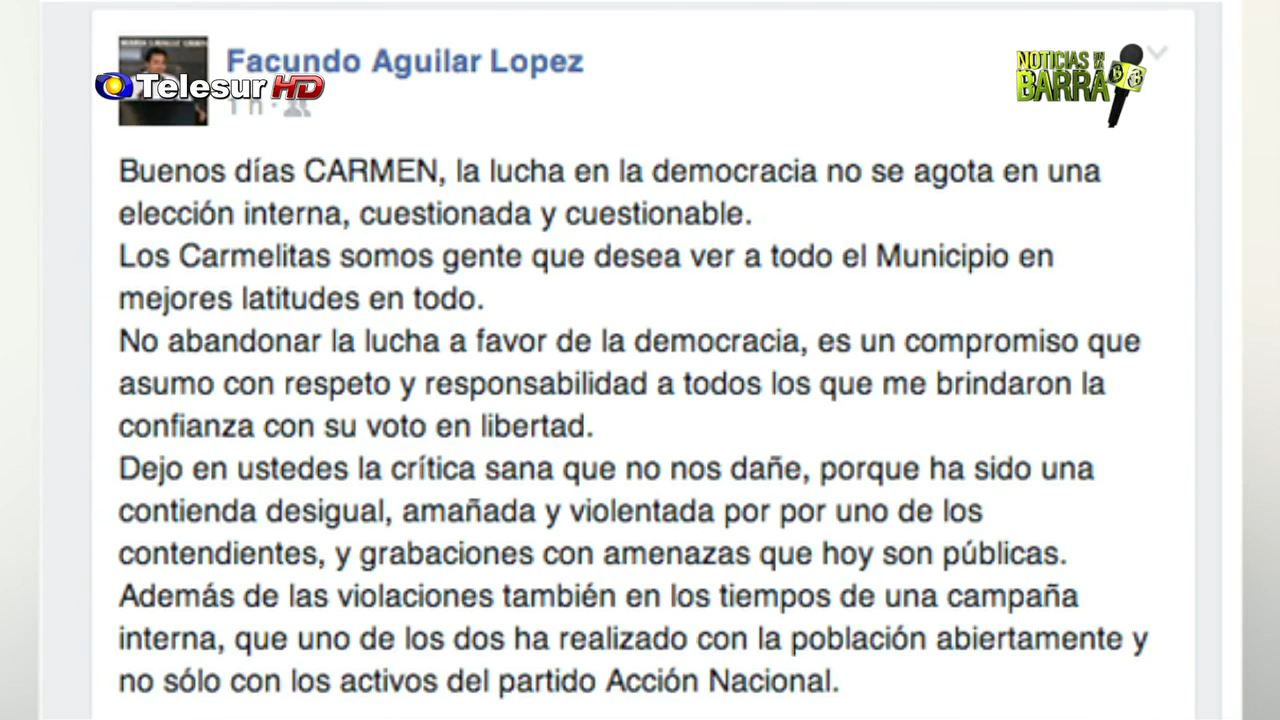 Facundo Aguilar Lopez
Telesur HD
NOTICIAS EN LA
BARRA
1 h ·
Buenos días CARMEN, la lucha en la democracia no se agota en una
elección interna, cuestionada y cuestionable.
Los Carmelitas somos gente que desea ver a todo el Municipio en
mejores latitudes en todo.
No abandonar la lucha a favor de la democracia, es un compromiso que
asumo con respeto y responsabilidad a todos los que me brindaron la
confianza con su voto en libertad.
Dejo en ustedes la crítica sana que no nos dañe, porque ha sido una
contienda desigual, amañada y violentada por por uno de los
contendientes, y grabaciones con amenazas que hoy son públicas.
Además de las violaciones también en los tiempos de una campaña
interna, que uno de los dos ha realizado con la población abiertamente y
no sólo con los activos del partido Acción Nacional.